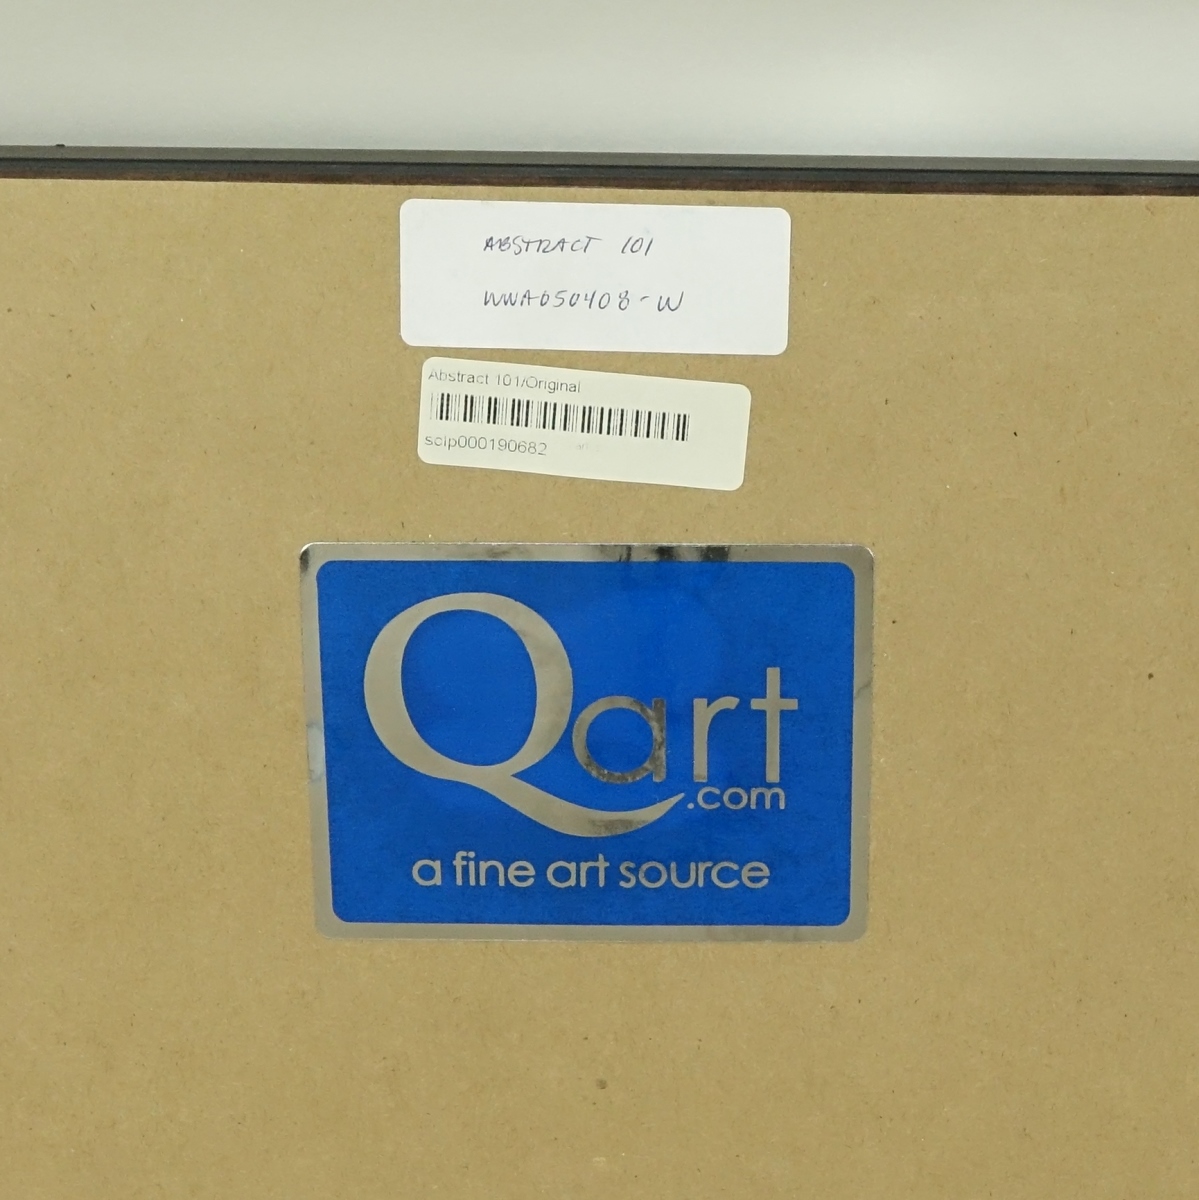 ABSTRACT 101
WWA050408-W
Abstract 101/Original
scip000190682
Qart
.com
a fine art source